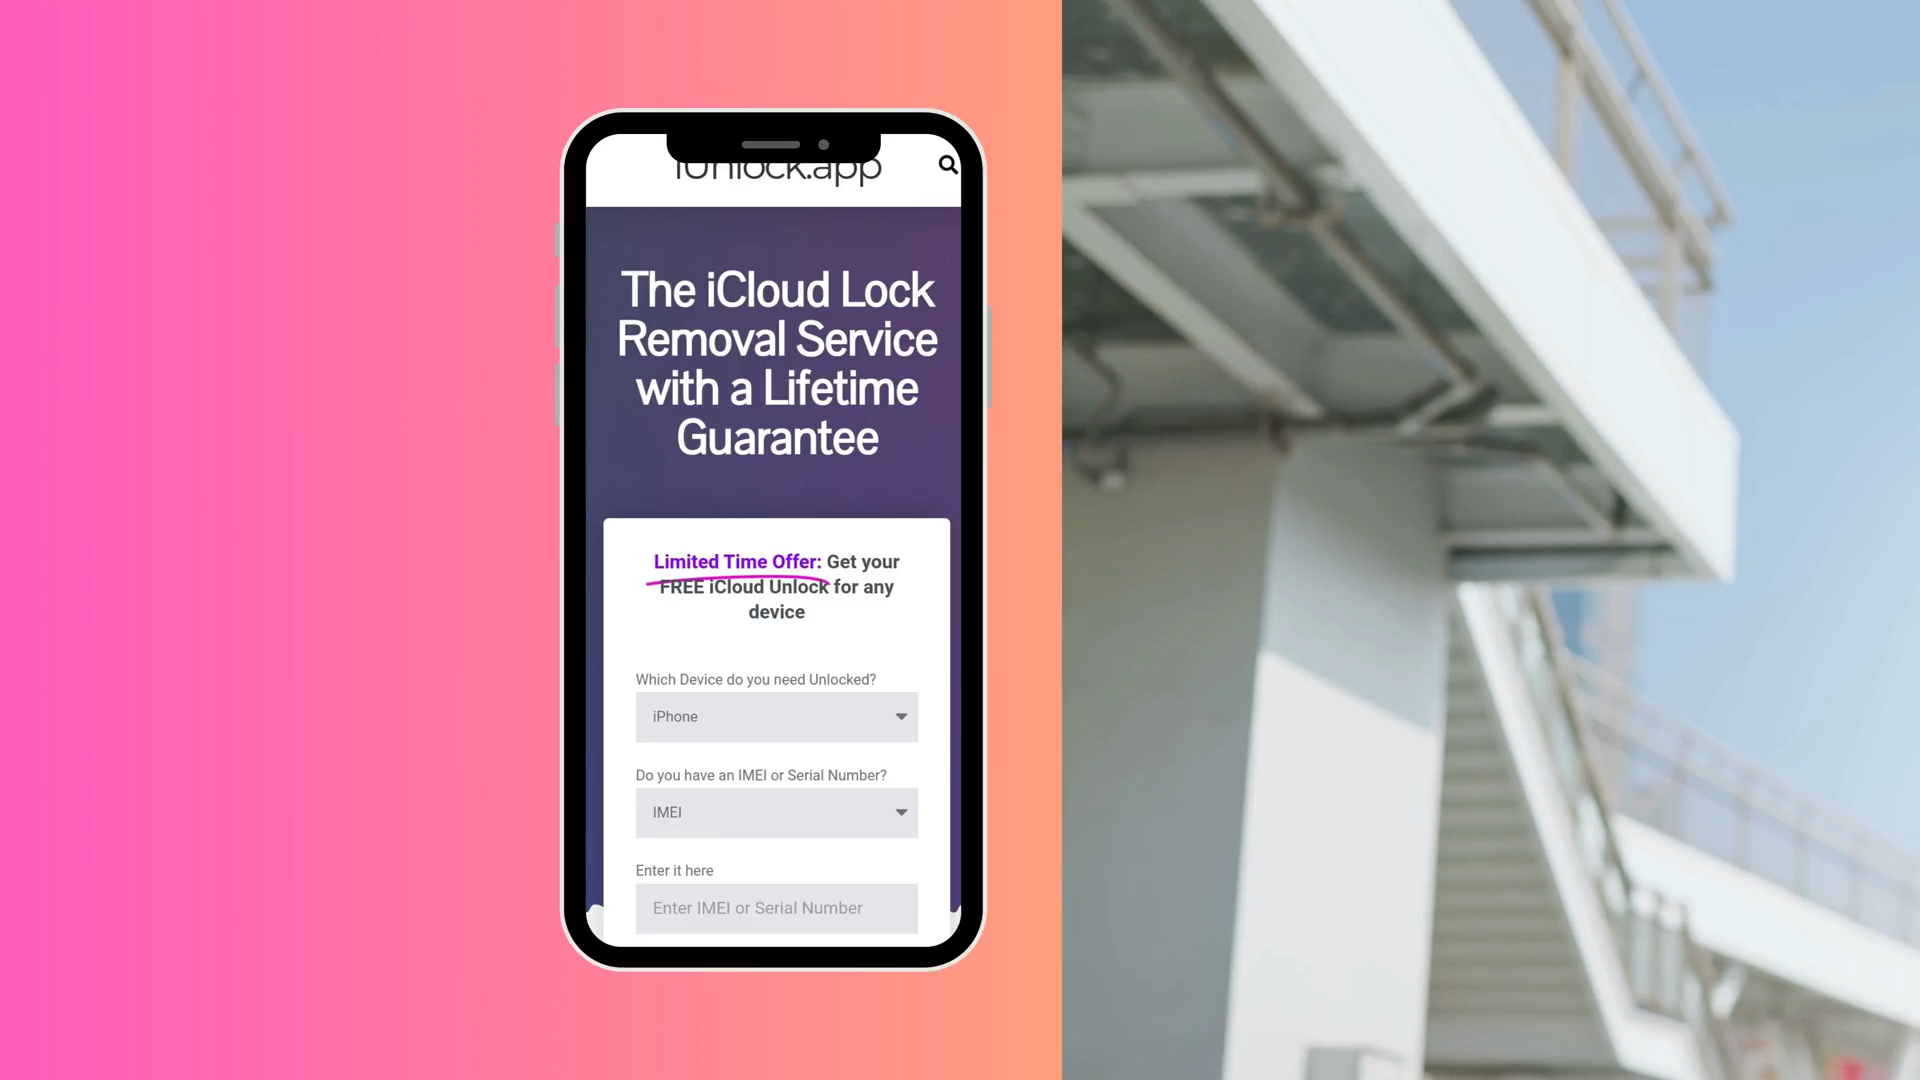 iUnlock.app
The iCloud Lock
Removal Service
with a Lifetime
Guarantee
Limited Time Offer: Get your
FREE iCloud Unlock for any
device
Which Device do you need Unlocked?
iPhone
Do you have an IMEI or Serial Number?
IMEI
Enter it here
Enter IMEI or Serial Number